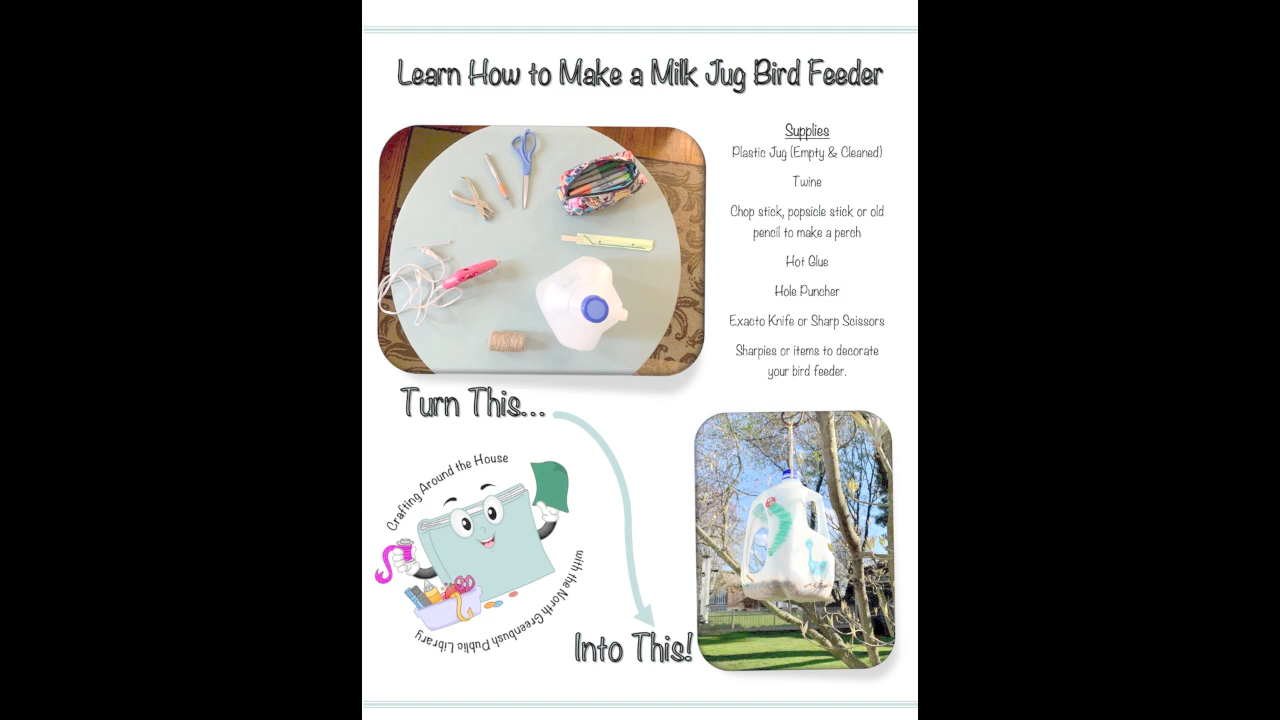 Learn How to Make a Milk Jug Bird Feeder
Supplies
Plastic Jug (Empty & Cleaned)
Twine
Chop stick, popsicle stick or old
pencil to make a perch
Hot Glue
Hole Puncher
Exacto Knife or Sharp Scissors
Sharpies or items to decorate
your bird feeder.
Turn This...
Crafting Around the House
with the North Greenbush Public Library
Into This!